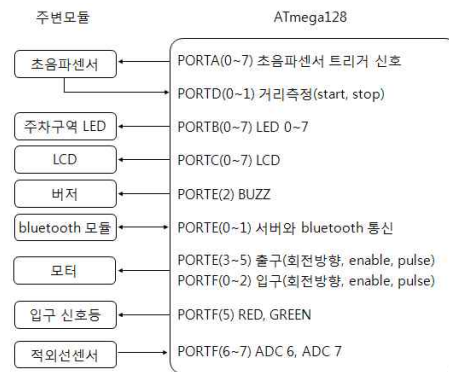 주변모듈
ATmega128
초음파센서
PORTA(0~7) 초음파센서 트리거 신호
PORTD(0~1) 거리측정(start, stop)
주차구역 LED
PORTB(0~7) LED 0~7
LCD
PORTC(0~7) LCD
버저
PORTE(2) BUZZ
bluetooth 모듈
PORTE(0~1) 서버와 bluetooth 통신
모터
PORTE(3~5) 출구(회전방향, enable, pulse)
PORTF(0~2) 입구(회전방향, enable, pulse)
입구 신호등
PORTF(5) RED, GREEN
적외선센서
PORTF(6~7) ADC 6, ADC 7